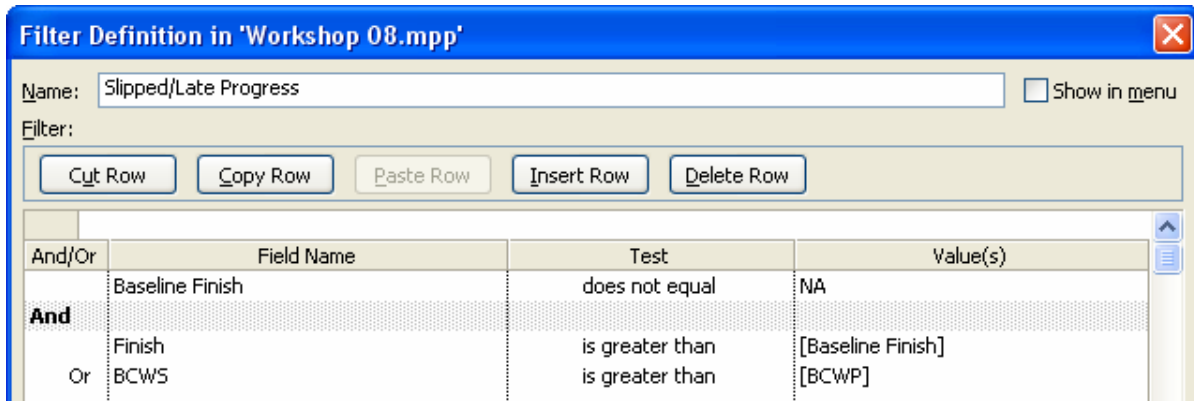 Filter Definition in 'Workshop 08.mpp'
Name: Slipped/Late Progress Show in menu
Filter:
Cut Row Copy Row Paste Row Insert Row Delete Row
And/Or Field Name Test Value(s)
Baseline Finish does not equal NA
And
Finish is greater than [Baseline Finish]
Or BCWS is greater than [BCWP]